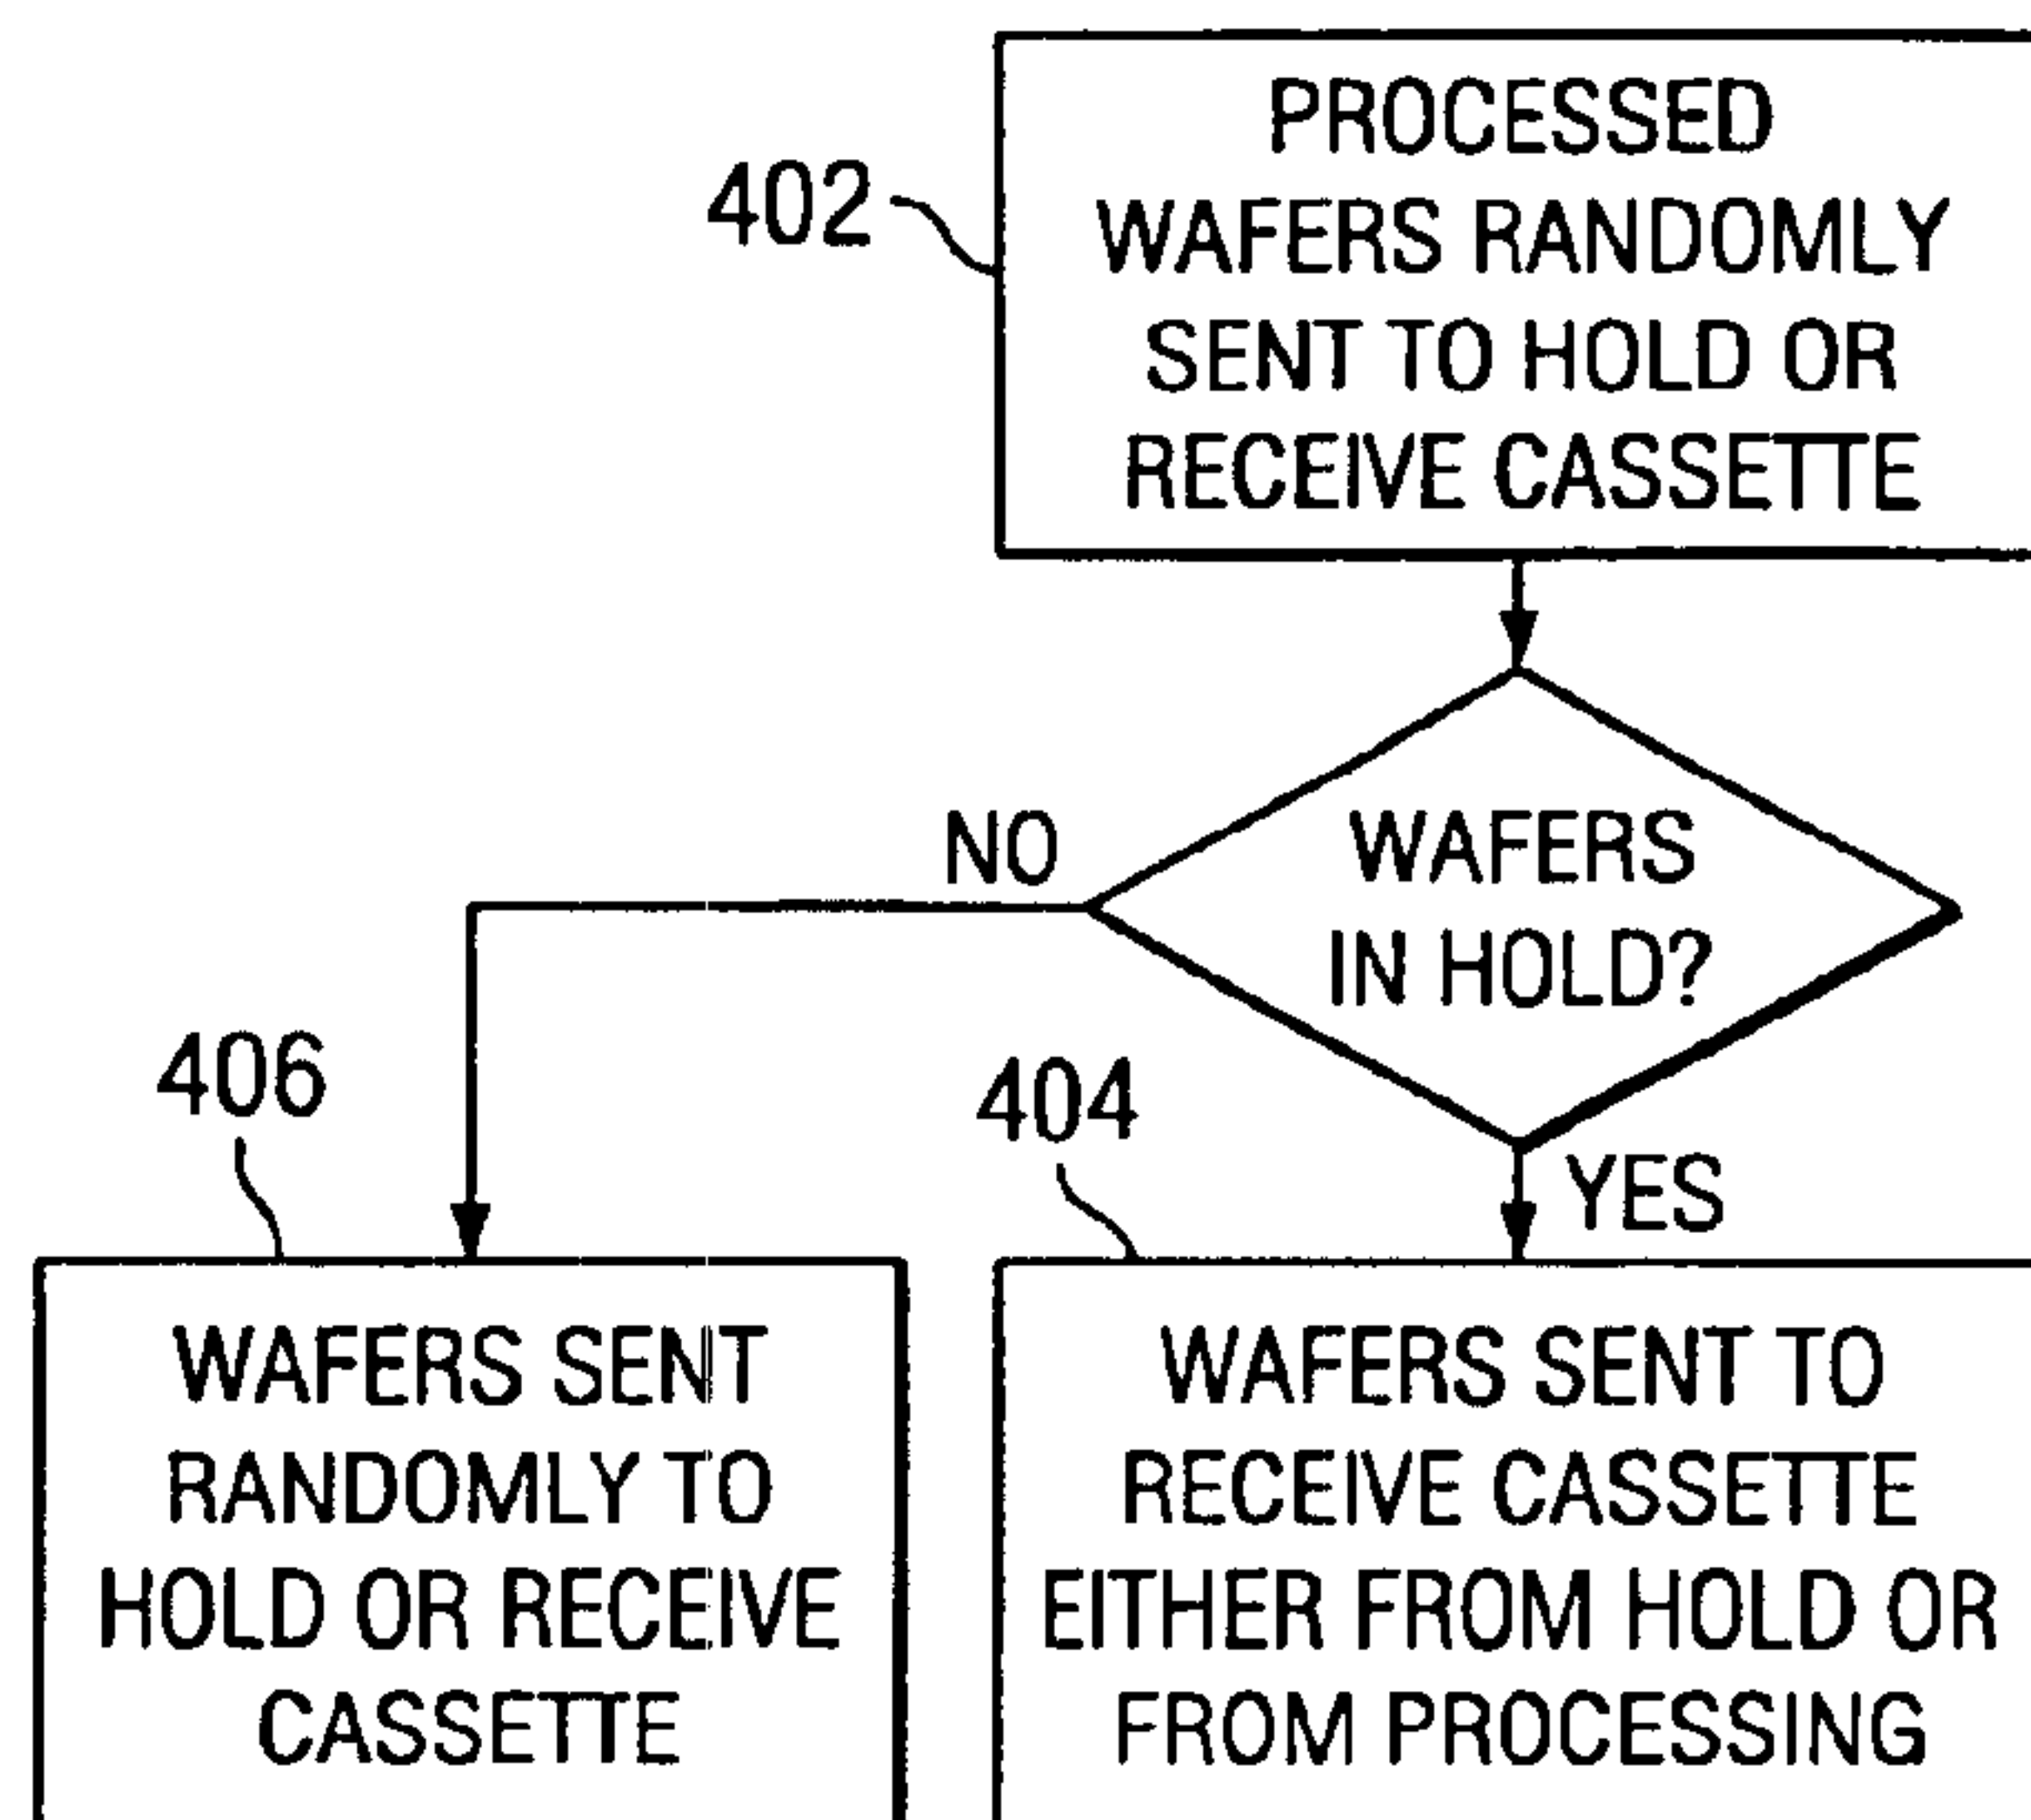 402
PROCESSED
WAFERS RANDOMLY
SENT TO HOLD OR
RECEIVE CASSETTE
NO
WAFERS
IN HOLD?
YES
406
WAFERS SENT
RANDOMLY TO
HOLD OR RECEIVE
CASSETTE
404
WAFERS SENT TO
RECEIVE CASSETTE
EITHER FROM HOLD OR
FROM PROCESSING